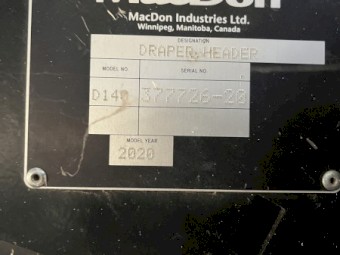 MacDon
MacDon Industries Ltd.
Winnipeg, Manitoba, Canada
DESIGNATION
DRAPER HEADER
MODEL NO
SERIAL NO
D140 377726-20
MODEL YEAR
2020